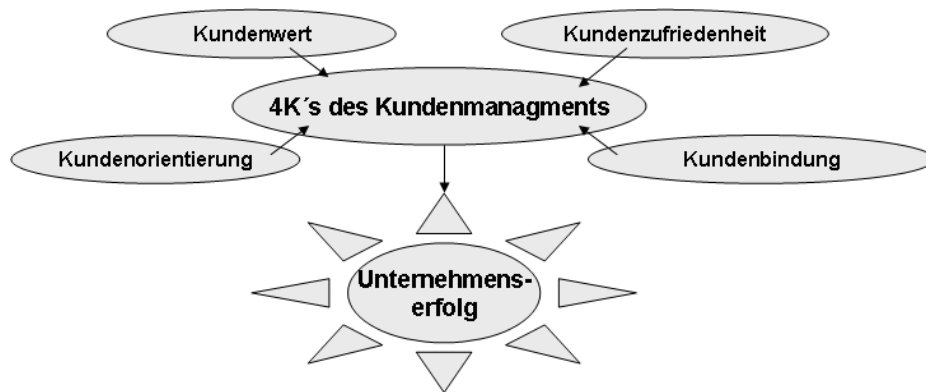 Kundenwert
Kundenzufriedenheit
4K´s des Kundenmanagments
Kundenorientierung
Kundenbindung
Unternehmens-
erfolg